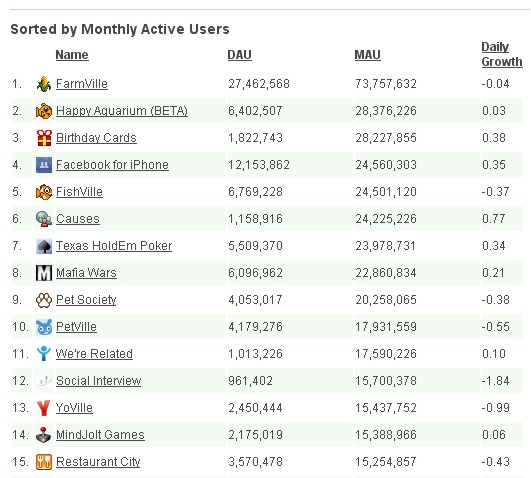 Sorted by Monthly Active Users
Name DAU MAU Daily Growth
1. FarmVille 27,462,568 73,757,632 -0.04
2. Happy Aquarium (BETA) 6,402,507 28,376,226 0.03
3. Birthday Cards 1,822,743 28,227,855 0.38
4. Facebook for iPhone 12,153,862 24,560,303 0.35
5. FishVille 6,769,228 24,501,120 -0.37
6. Causes 1,158,916 24,225,226 0.77
7. Texas HoldEm Poker 5,509,370 23,978,731 0.34
8. Mafia Wars 6,096,962 22,860,834 0.21
9. Pet Society 4,053,017 20,258,065 -0.38
10. PetVille 4,179,276 17,931,559 -0.55
11. We're Related 1,013,226 17,590,226 0.10
12. Social Interview 961,402 15,700,378 -1.84
13. YoVille 2,450,444 15,437,752 -0.99
14. MindJolt Games 2,175,019 15,388,966 0.06
15. Restaurant City 3,570,478 15,254,857 -0.43